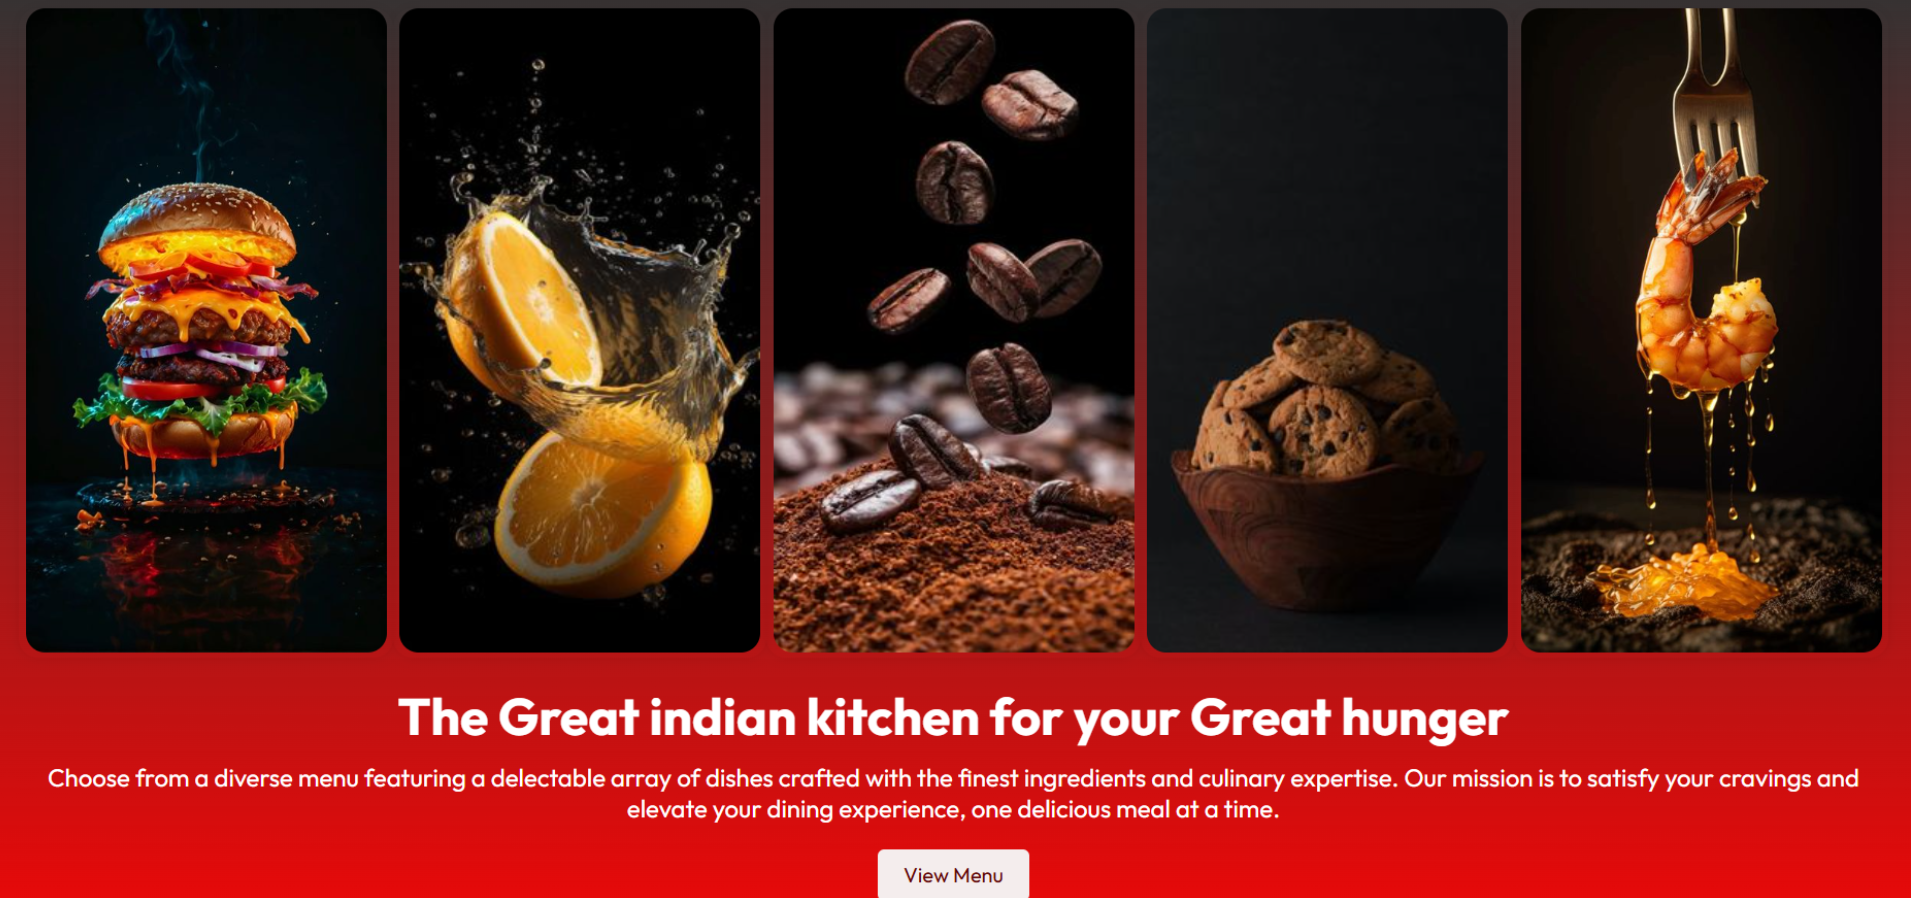 The Great indian kitchen for your Great hunger
Choose from a diverse menu featuring a delectable array of dishes crafted with the finest ingredients and culinary expertise. Our mission is to satisfy your cravings and
elevate your dining experience, one delicious meal at a time.
View Menu